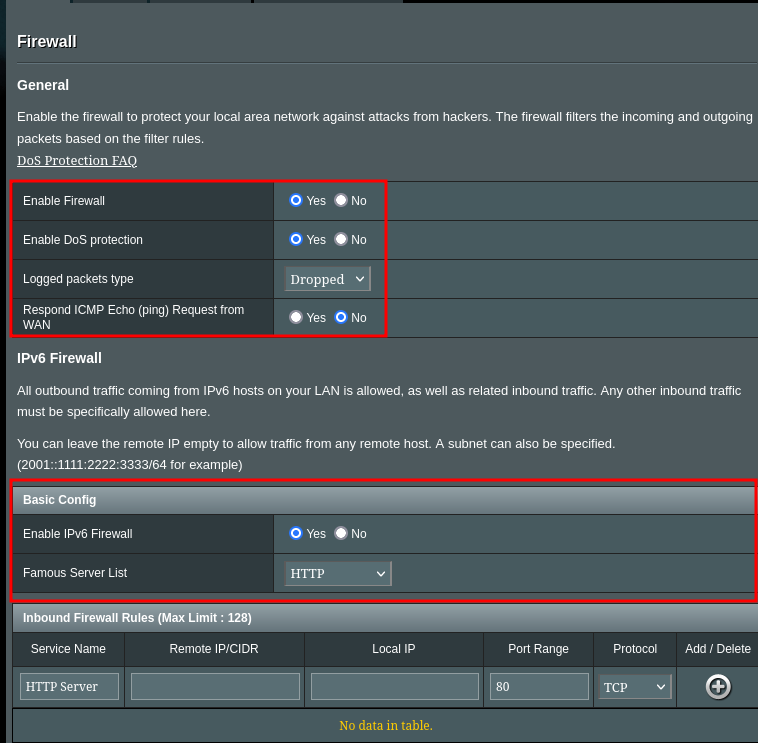 Firewall
General
Enable the firewall to protect your local area network against attacks from hackers. The firewall filters the incoming and outgoing
packets based on the filter rules.
DoS Protection FAQ
Enable Firewall Yes No
Enable DoS protection Yes No
Logged packets type Dropped
Respond ICMP Echo (ping) Request from
WAN Yes No
IPv6 Firewall
All outbound traffic coming from IPv6 hosts on your LAN is allowed, as well as related inbound traffic. Any other inbound traffic
must be specifically allowed here.
You can leave the remote IP empty to allow traffic from any remote host. A subnet can also be specified.
(2001::1111:2222:3333/64 for example)
Basic Config
Enable IPv6 Firewall Yes No
Famous Server List HTTP
Inbound Firewall Rules (Max Limit : 128)
Service Name Remote IP/CIDR Local IP Port Range Protocol Add / Delete
HTTP Server 80 TCP
No data in table.